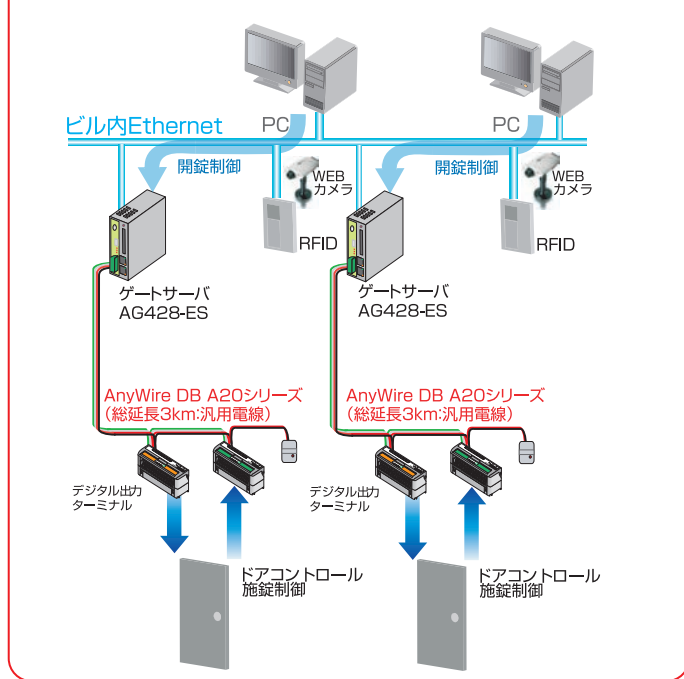 ビル内Ethernet
PC
PC
開錠制御
WEB
カメラ
開錠制御
WEB
カメラ
RFID
RFID
ゲートサーバ
AG428-ES
ゲートサーバ
AG428-ES
AnyWire DB A20シリーズ
(総延長3km:汎用電線)
AnyWire DB A20シリーズ
(総延長3km:汎用電線)
デジタル出力
ターミナル
デジタル出力
ターミナル
ドアコントロール
施錠制御
ドアコントロール
施錠制御